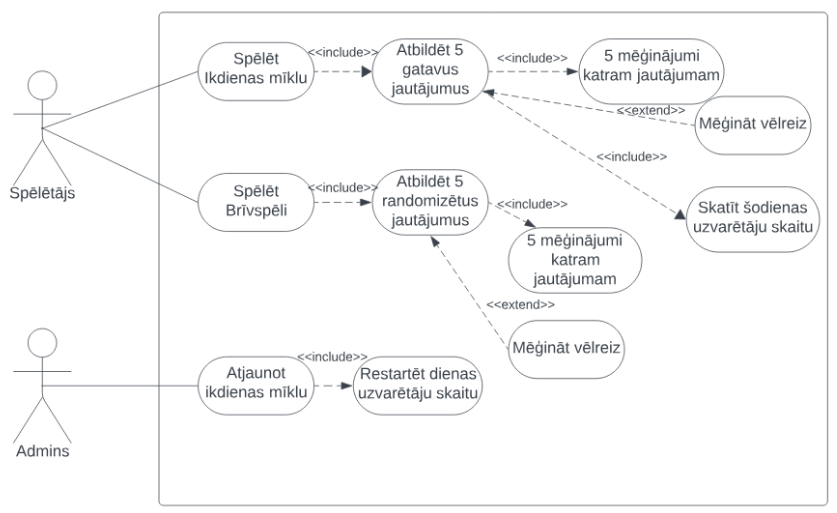 <<include>>
Spēlēt
Ikdienas mīklu
Atbildēt 5
gatavus
jautājumus
<<include>>
5 mēģinājumi
katram jautājumam
<<extend>>
Mēģināt vēlreiz
<<include>>
Spēlētājs
Spēlēt
Brīvspēli
<<include>>
Atbildēt 5
randomizētus
jautājumus
<<include>>
Skatīt šodienas
uzvarētāju skaitu
5 mēģinājumi
katram
jautājumam
<<extend>>
Mēģināt vēlreiz
<<include>>
Atjaunot
ikdienas mīklu
Restartēt dienas
uzvarētāju skaitu
Admins